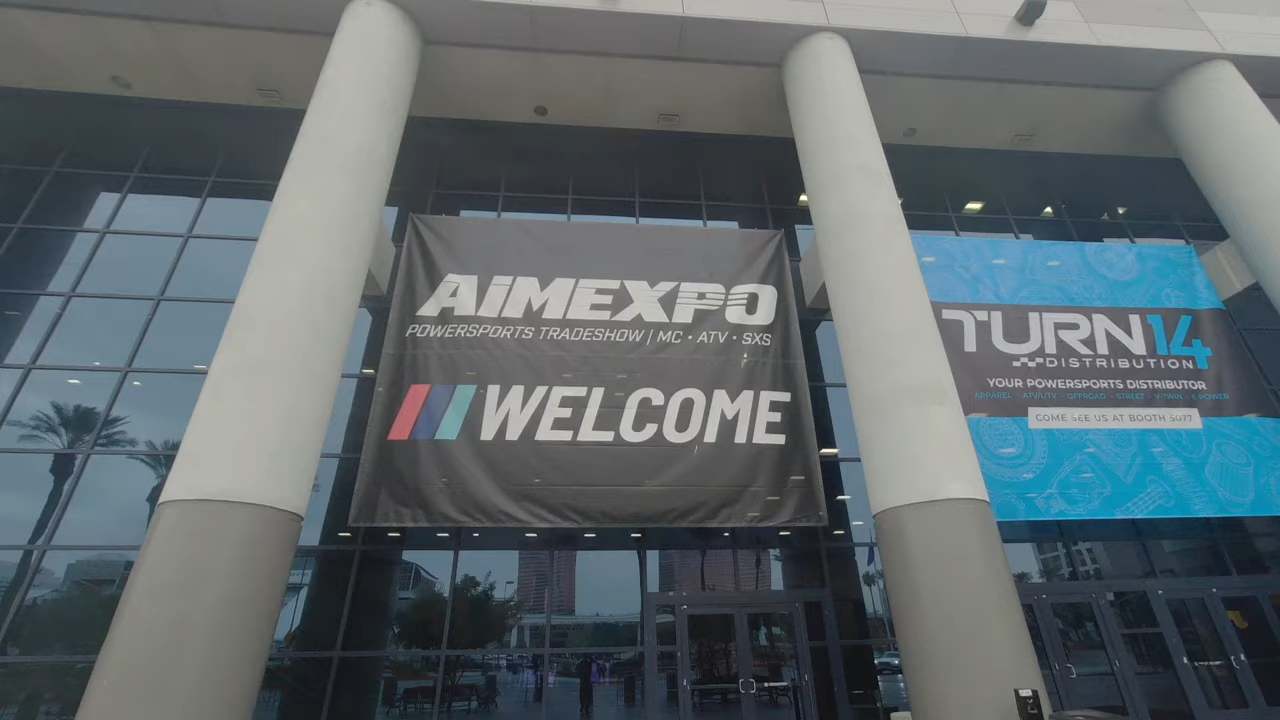 AIMEXPO
POWERSPORTS TRADESHOW | MC · ATV · SXS
WELCOME
TURN14
DISTRIBUTION
YOUR POWERSPORTS DISTRIBUTOR
APPAREL · ATV/UTV · OFFROAD · STREET · V-TWIN · E-POWER
COME SEE US AT BOOTH 5077